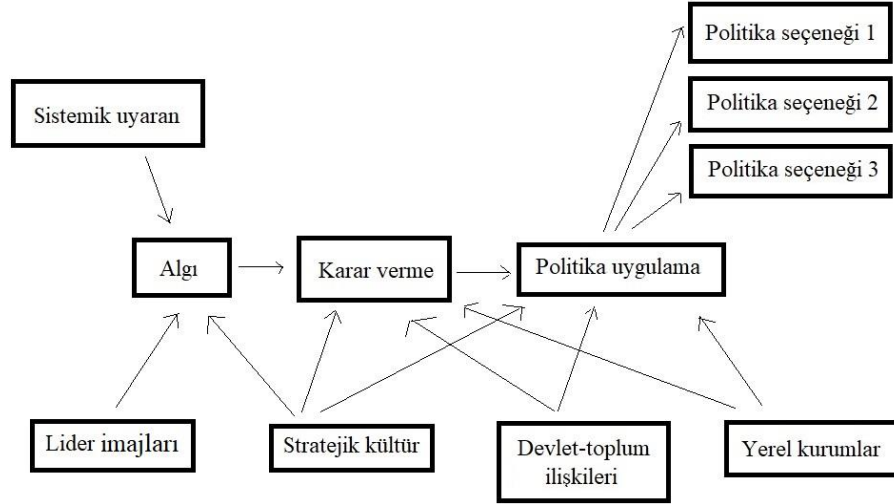 Politika seçeneği 1
Sistemik uyaran
Politika seçeneği 2
Politika seçeneği 3
Algı
Karar verme
Politika uygulama
Lider imajları
Stratejik kültür
Devlet-toplum
ilişkileri
Yerel kurumlar